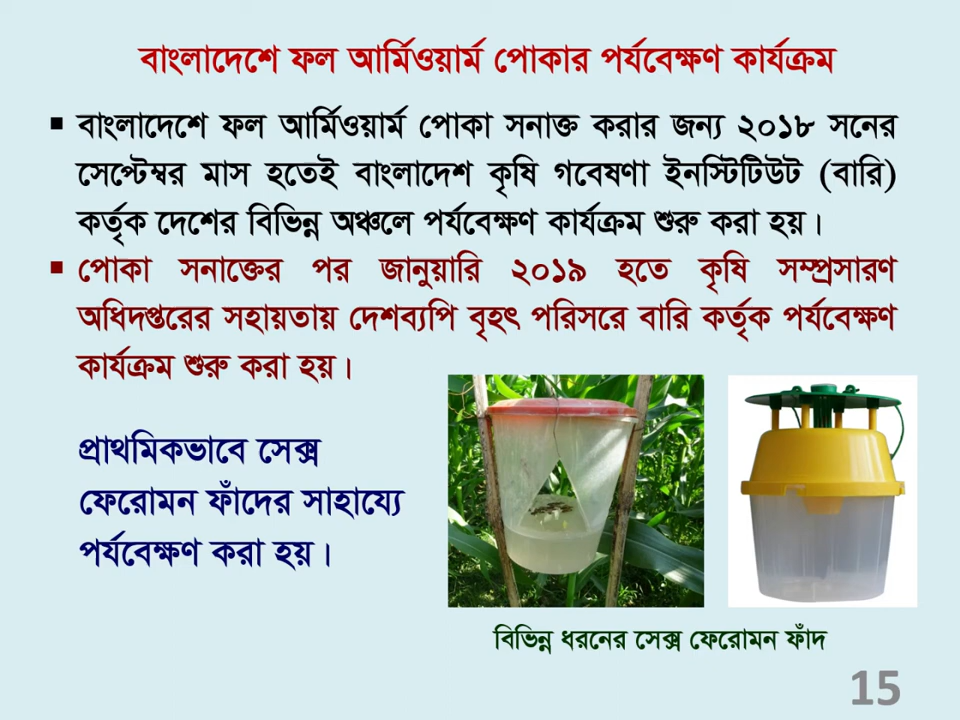 বাংলাদেশে ফল আর্মিওয়ার্ম পোকার পর্যবেক্ষণ কার্যক্রম
▪ বাংলাদেশে ফল আর্মিওয়ার্ম পোকা সনাক্ত করার জন্য ২০১৮ সনের
সেপ্টেম্বর মাস হতেই বাংলাদেশ কৃষি গবেষণা ইনস্টিটিউট (বারি)
কর্তৃক দেশের বিভিন্ন অঞ্চলে পর্যবেক্ষণ কার্যক্রম শুরু করা হয়।
▪ পোকা সনাক্তের পর জানুয়ারি ২০১৯ হতে কৃষি সম্প্রসারণ
অধিদপ্তরের সহায়তায় দেশব্যপি বৃহৎ পরিসরে বারি কর্তৃক পর্যবেক্ষণ
কার্যক্রম শুরু করা হয়।
প্রাথমিকভাবে সেক্স
ফেরোমন ফাঁদের সাহায্যে
পর্যবেক্ষণ করা হয়।
বিভিন্ন ধরনের সেক্স ফেরোমন ফাঁদ
15